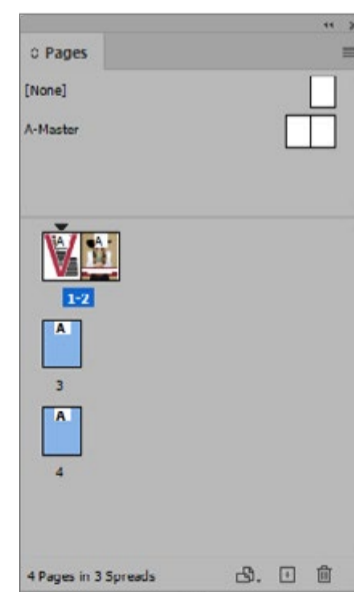 Pages
[None]
A-Master
A A
1-2
A
3
A
4
4 Pages in 3 Spreads